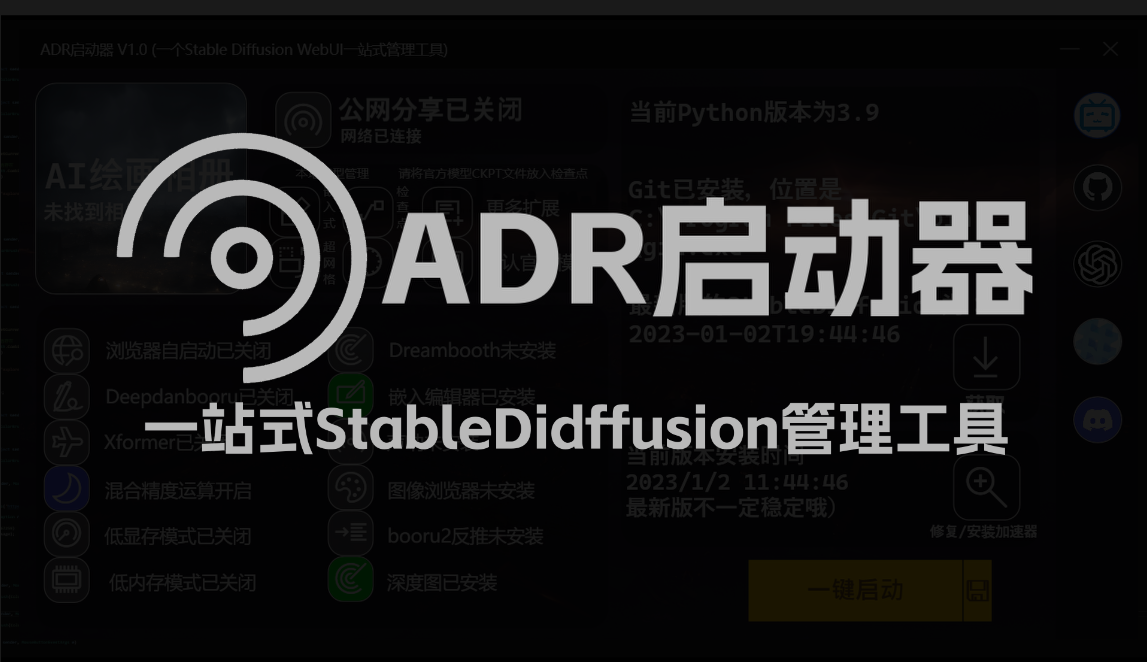 ADR启动器 V1.0 (一个Stable Diffusion WebUI一站式管理工具)
公网分享已关闭
网络已连接
当前Python版本为3.9
AI绘画相册
请将官方模型CKPT文件放入检查点
Git已安装, 位置是
更多扩展
ADR启动器
2023-01-02T19:44:46
浏览器自启动已关闭
Dreambooth未安装
Deepdanbooru已关闭
嵌入编辑器已安装
一站式StableDidffusion管理工具
当前版本安装时间
2023/1/2 11:44:46
最新版不一定稳定哦)
混合精度运算开启
图像浏览器未安装
修复/安装加速器
低显存模式已关闭
booru2反推未安装
低内存模式已关闭
深度图已安装
一键启动